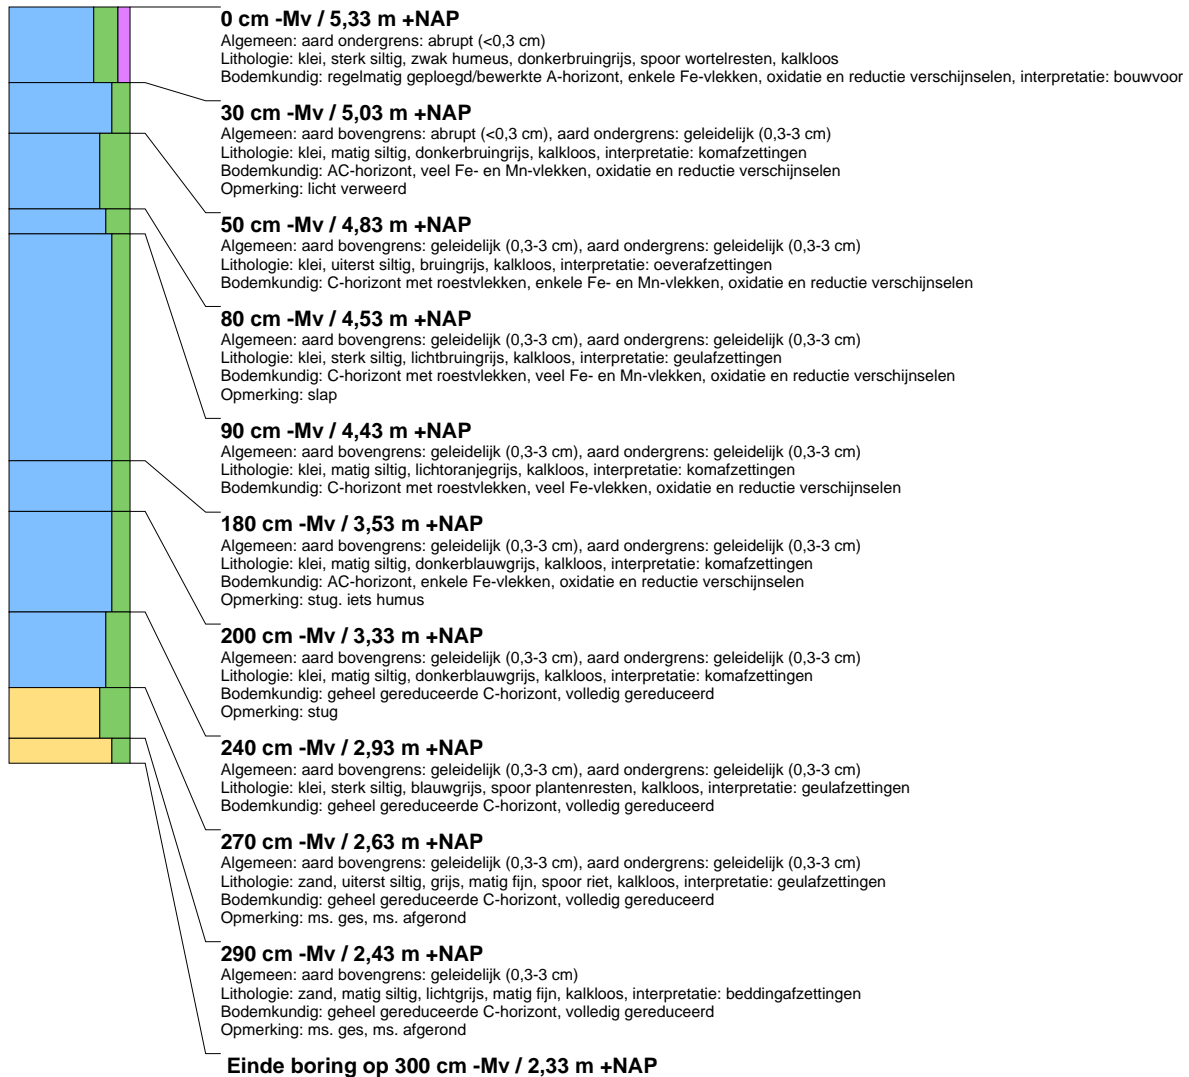 0 cm -Mv / 5,33 m +NAP
Algemeen: aard ondergrens: abrupt (<0,3 cm)
Lithologie: klei, sterk siltig, zwak humeus, donkerbruingrijs, spoor wortelresten, kalkloos
Bodemkundig: regelmatig geploegd/bewerkte A-horizont, enkele Fe-vlekken, oxidatie en reductie verschijnselen, interpretatie: bouwvoor
30 cm -Mv / 5,03 m +NAP
Algemeen: aard bovengrens: abrupt (<0,3 cm), aard ondergrens: geleidelijk (0,3-3 cm)
Lithologie: klei, matig siltig, donkerbruingrijs, kalkloos, interpretatie: komafzettingen
Bodemkundig: AC-horizont, veel Fe- en Mn-vlekken, oxidatie en reductie verschijnselen
Opmerking: licht verweerd
50 cm -Mv / 4,83 m +NAP
Algemeen: aard bovengrens: geleidelijk (0,3-3 cm), aard ondergrens: geleidelijk (0,3-3 cm)
Lithologie: klei, uiterst siltig, bruingrijs, kalkloos, interpretatie: oeverafzettingen
Bodemkundig: C-horizont met roestvlekken, enkele Fe- en Mn-vlekken, oxidatie en reductie verschijnselen
80 cm -Mv / 4,53 m +NAP
Algemeen: aard bovengrens: geleidelijk (0,3-3 cm), aard ondergrens: geleidelijk (0,3-3 cm)
Lithologie: klei, sterk siltig, lichtbruingrijs, kalkloos, interpretatie: geulafzettingen
Bodemkundig: C-horizont met roestvlekken, veel Fe- en Mn-vlekken, oxidatie en reductie verschijnselen
Opmerking: slap
90 cm -Mv / 4,43 m +NAP
Algemeen: aard bovengrens: geleidelijk (0,3-3 cm), aard ondergrens: geleidelijk (0,3-3 cm)
Lithologie: klei, matig siltig, lichtoranjegrijs, kalkloos, interpretatie: komafzettingen
Bodemkundig: C-horizont met roestvlekken, veel Fe-vlekken, oxidatie en reductie verschijnselen
180 cm -Mv / 3,53 m +NAP
Algemeen: aard bovengrens: geleidelijk (0,3-3 cm), aard ondergrens: geleidelijk (0,3-3 cm)
Lithologie: klei, matig siltig, donkerblauwgrijs, kalkloos, interpretatie: komafzettingen
Bodemkundig: AC-horizont, enkele Fe-vlekken, oxidatie en reductie verschijnselen
Opmerking: stug. iets humus
200 cm -Mv / 3,33 m +NAP
Algemeen: aard bovengrens: geleidelijk (0,3-3 cm), aard ondergrens: geleidelijk (0,3-3 cm)
Lithologie: klei, matig siltig, donkerblauwgrijs, kalkloos, interpretatie: komafzettingen
Bodemkundig: geheel gereduceerde C-horizont, volledig gereduceerd
Opmerking: stug
240 cm -Mv / 2,93 m +NAP
Algemeen: aard bovengrens: geleidelijk (0,3-3 cm), aard ondergrens: geleidelijk (0,3-3 cm)
Lithologie: klei, sterk siltig, blauwgrijs, spoor plantenresten, kalkloos, interpretatie: geulafzettingen
Bodemkundig: geheel gereduceerde C-horizont, volledig gereduceerd
270 cm -Mv / 2,63 m +NAP
Algemeen: aard bovengrens: geleidelijk (0,3-3 cm), aard ondergrens: geleidelijk (0,3-3 cm)
Lithologie: zand, uiterst siltig, grijs, matig fijn, spoor riet, kalkloos, interpretatie: geulafzettingen
Bodemkundig: geheel gereduceerde C-horizont, volledig gereduceerd
Opmerking: ms. ges, ms. afgerond
290 cm -Mv / 2,43 m +NAP
Algemeen: aard bovengrens: geleidelijk (0,3-3 cm)
Lithologie: zand, matig siltig, lichtgrijs, matig fijn, kalkloos, interpretatie: beddingafzettingen
Bodemkundig: geheel gereduceerde C-horizont, volledig gereduceerd
Opmerking: ms. ges, ms. afgerond
Einde boring op 300 cm -Mv / 2,33 m +NAP